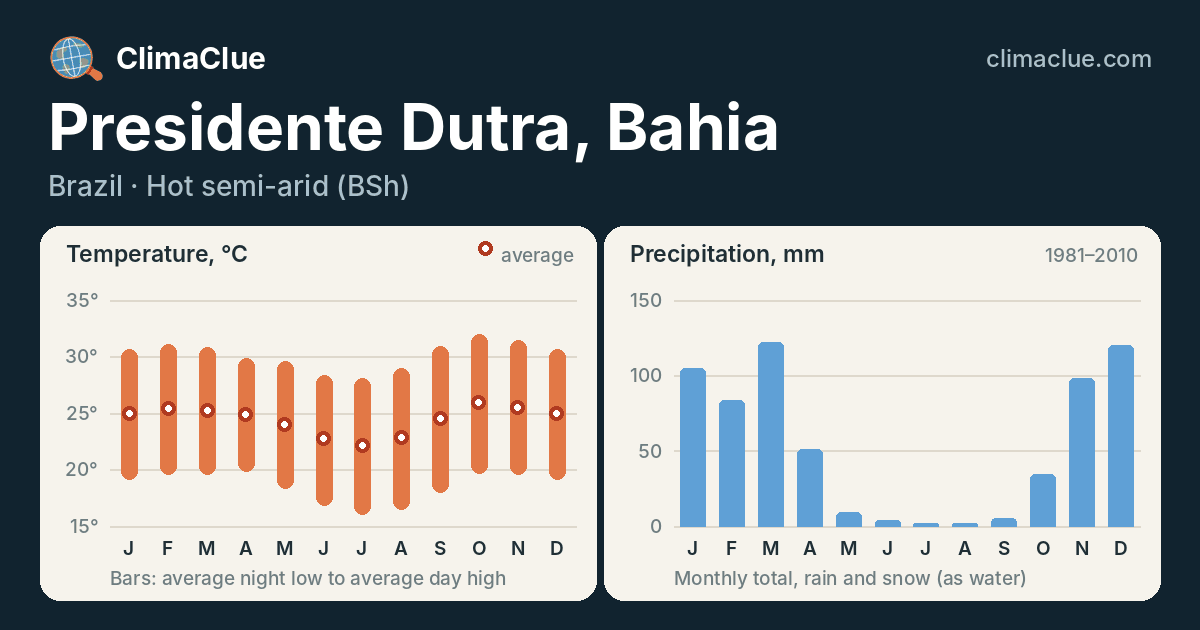 ClimaClue
climaclue.com
Presidente Dutra, Bahia
Brazil · Hot semi-arid (BSh)
Temperature, °C
average
35°
30°
25°
20°
15°
J F M A M J J A S O N D
Bars: average night low to average day high
Precipitation, mm
1981–2010
150
100
50
0
J F M A M J J A S O N D
Monthly total, rain and snow (as water)